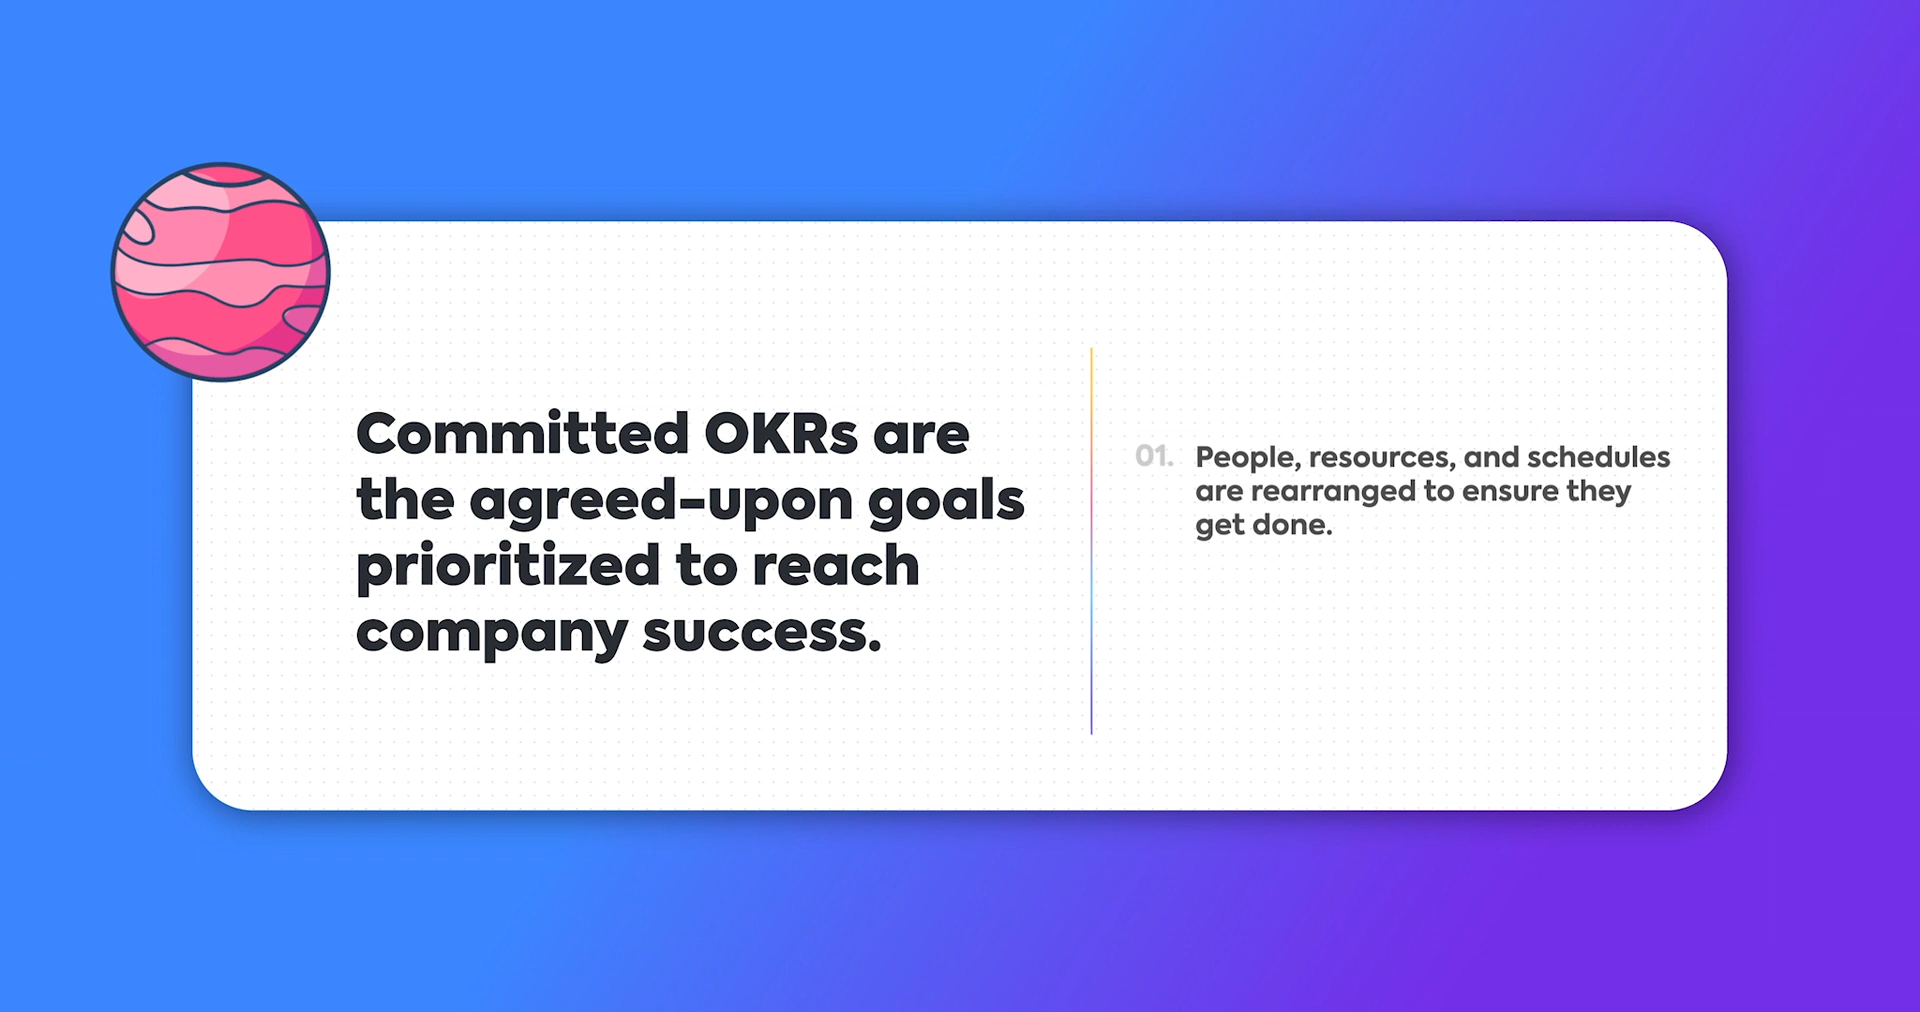 Committed OKRs are
the agreed-upon goals
prioritized to reach
company success.
01. People, resources, and schedules
are rearranged to ensure they
get done.